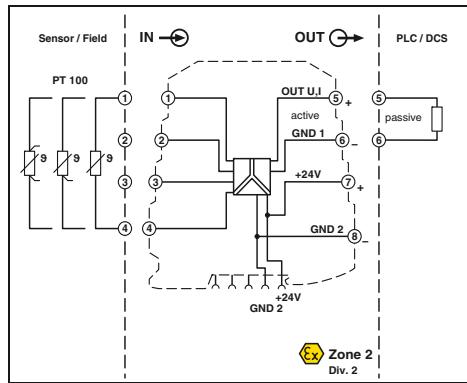 Sensor / Field
IN
OUT
PLC / DCS
PT 100
ϑ ϑ ϑ
1
2
3
4
1
2
3
4
OUT U,I
5 +
active
GND 1
6 –
+24V
7 +
GND 2
8 –
5
6
passive
+24V
GND 2
Ex Zone 2
Div. 2